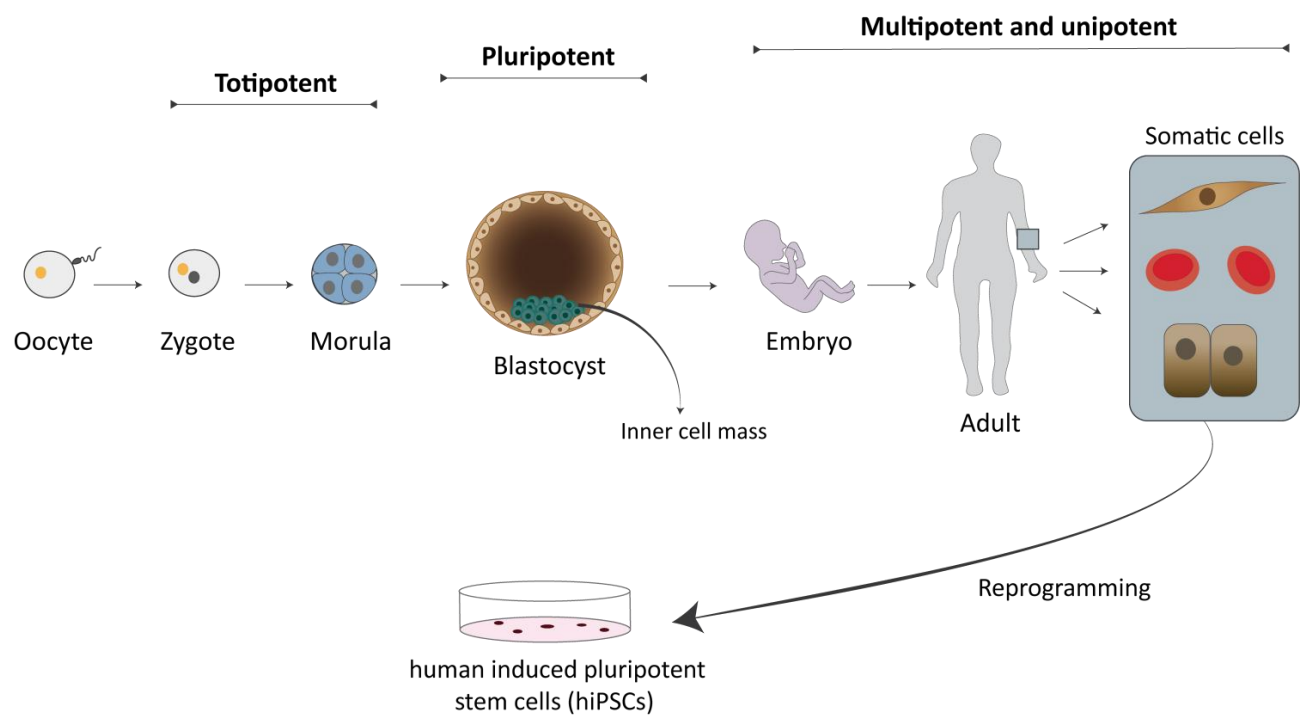 Multipotent and unipotent
Pluripotent
Totipotent
Somatic cells
Oocyte
Zygote
Morula
Blastocyst
Embryo
Adult
Inner cell mass
Reprogramming
human induced pluripotent
stem cells (hiPSCs)